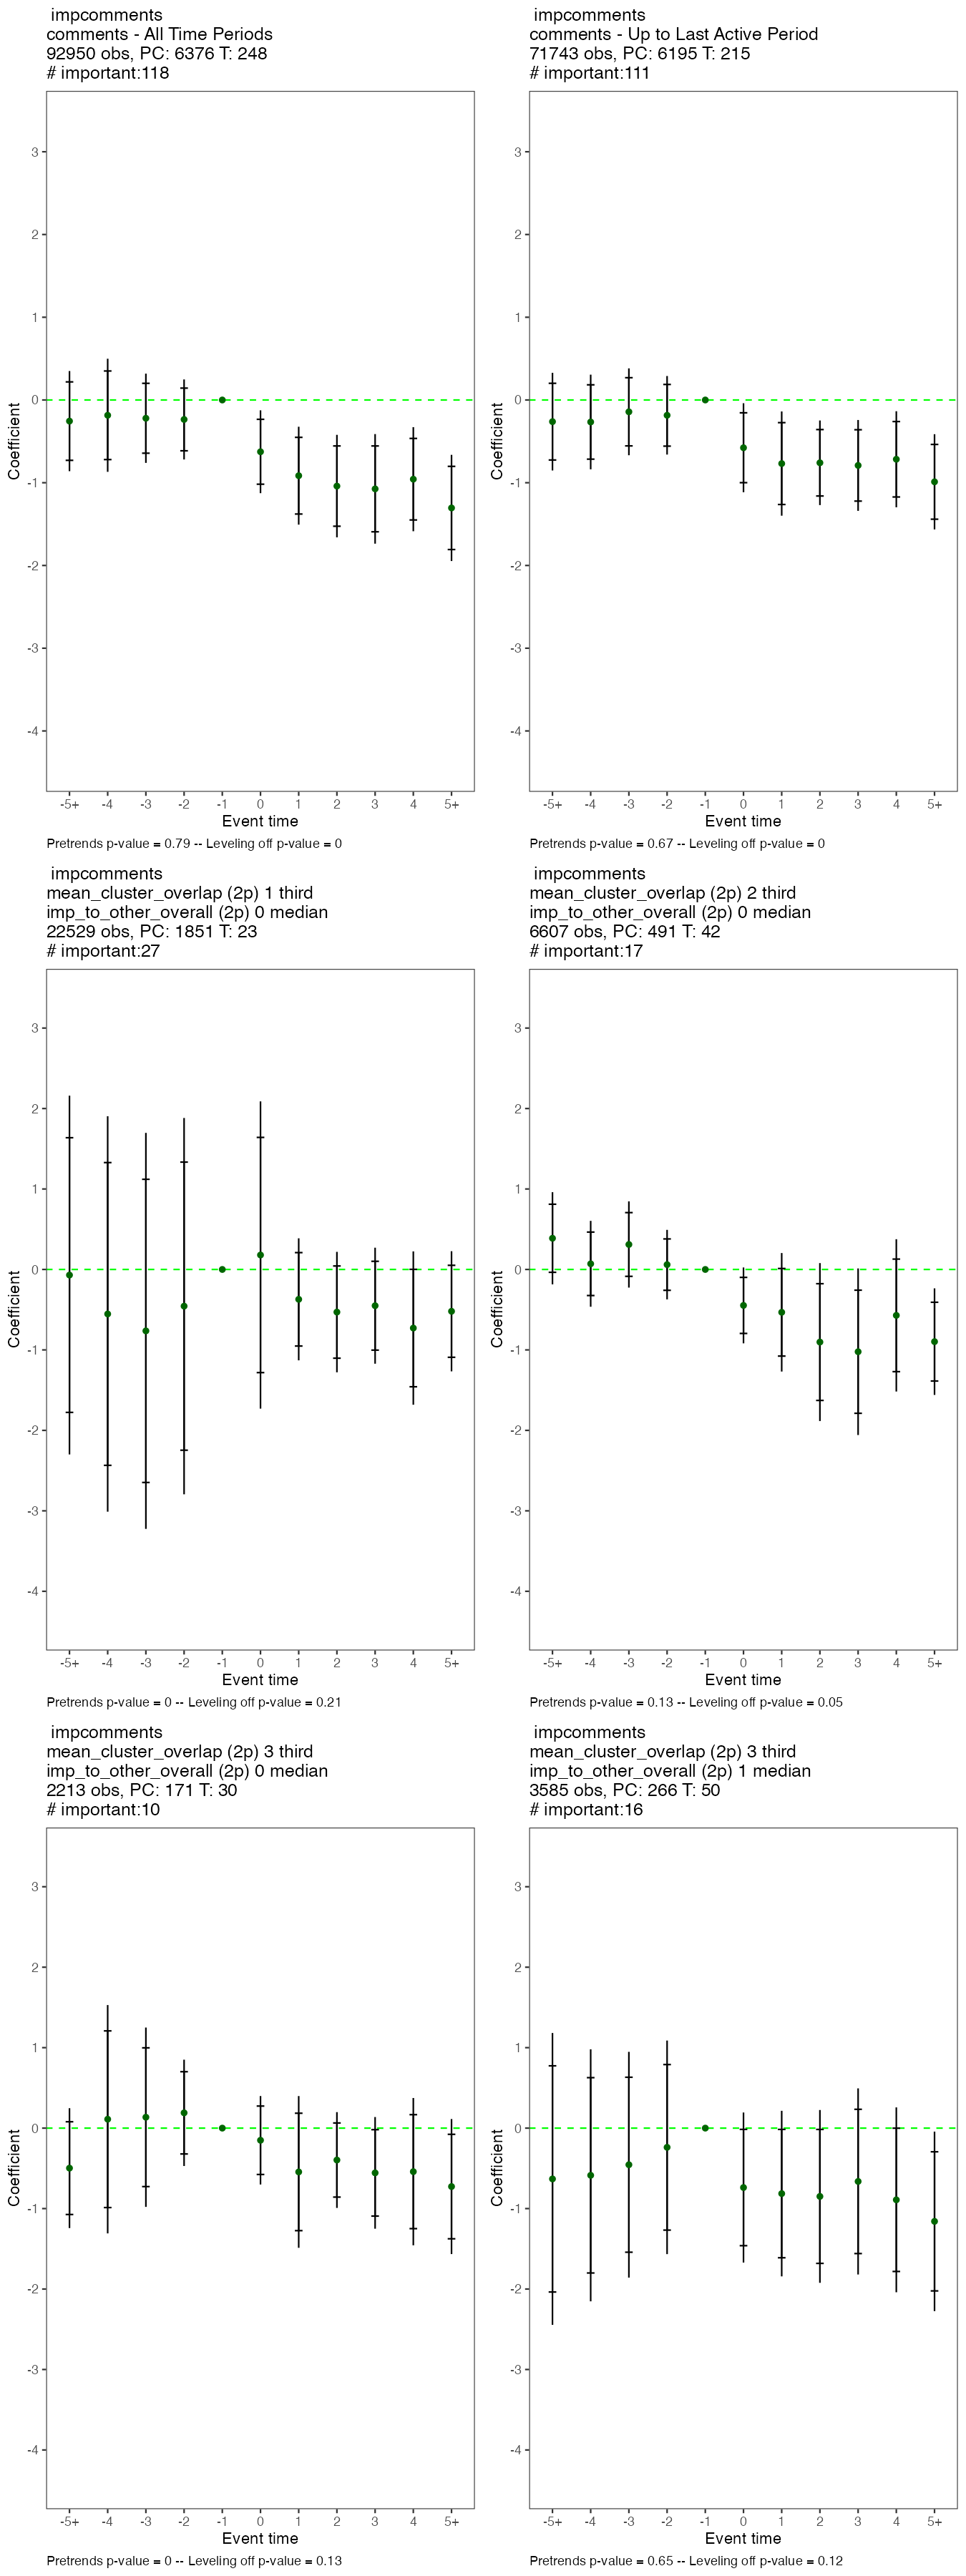 impcomments
comments - All Time Periods
92950 obs, PC: 6376 T: 248
# important:118
3
2
1
0
-1
-2
-3
-4
Coefficient
-5+ -4 -3 -2 -1 0 1 2 3 4 5+
Event time
Pretrends p-value = 0.79 -- Leveling off p-value = 0
impcomments
comments - Up to Last Active Period
71743 obs, PC: 6195 T: 215
# important:111
3
2
1
0
-1
-2
-3
-4
Coefficient
-5+ -4 -3 -2 -1 0 1 2 3 4 5+
Event time
Pretrends p-value = 0.67 -- Leveling off p-value = 0
impcomments
mean_cluster_overlap (2p) 1 third
imp_to_other_overall (2p) 0 median
22529 obs, PC: 1851 T: 23
# important:27
3
2
1
0
-1
-2
-3
-4
Coefficient
-5+ -4 -3 -2 -1 0 1 2 3 4 5+
Event time
Pretrends p-value = 0 -- Leveling off p-value = 0.21
impcomments
mean_cluster_overlap (2p) 2 third
imp_to_other_overall (2p) 0 median
6607 obs, PC: 491 T: 42
# important:17
3
2
1
0
-1
-2
-3
-4
Coefficient
-5+ -4 -3 -2 -1 0 1 2 3 4 5+
Event time
Pretrends p-value = 0.13 -- Leveling off p-value = 0.05
impcomments
mean_cluster_overlap (2p) 3 third
imp_to_other_overall (2p) 0 median
2213 obs, PC: 171 T: 30
# important:10
3
2
1
0
-1
-2
-3
-4
Coefficient
-5+ -4 -3 -2 -1 0 1 2 3 4 5+
Event time
Pretrends p-value = 0 -- Leveling off p-value = 0.13
impcomments
mean_cluster_overlap (2p) 3 third
imp_to_other_overall (2p) 1 median
3585 obs, PC: 266 T: 50
# important:16
3
2
1
0
-1
-2
-3
-4
Coefficient
-5+ -4 -3 -2 -1 0 1 2 3 4 5+
Event time
Pretrends p-value = 0.65 -- Leveling off p-value = 0.12